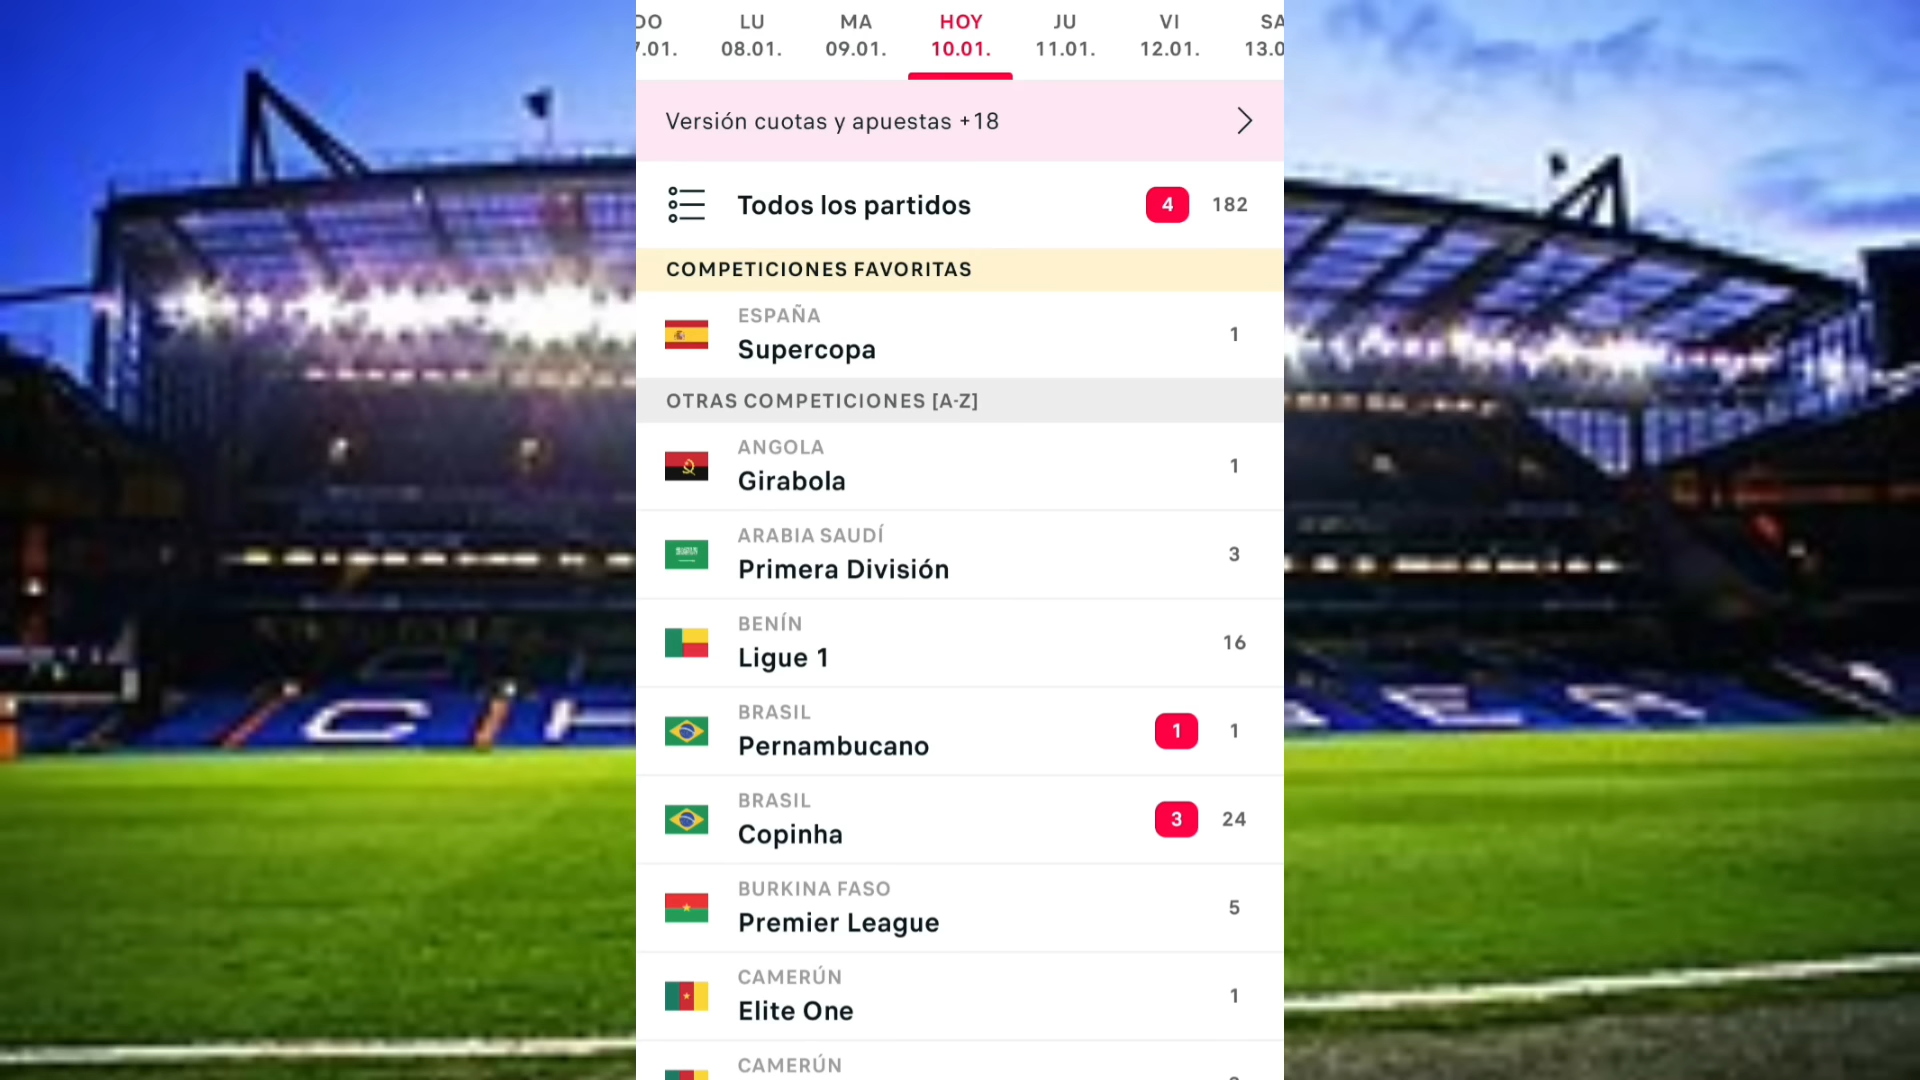 DO LU MA HOY JU VI SA
7.01. 08.01. 09.01. 10.01. 11.01. 12.01. 13.0
Versión cuotas y apuestas +18
Todos los partidos 4 182
COMPETICIONES FAVORITAS
ESPAÑA
Supercopa 1
OTRAS COMPETICIONES [A-Z]
ANGOLA
Girabola 1
ARABIA SAUDÍ
Primera División 3
BENÍN
Ligue 1 16
BRASIL
Pernambucano 1 1
BRASIL
Copinha 3 24
BURKINA FASO
Premier League 5
CAMERÚN
Elite One 1
CAMERÚN
CH
ER